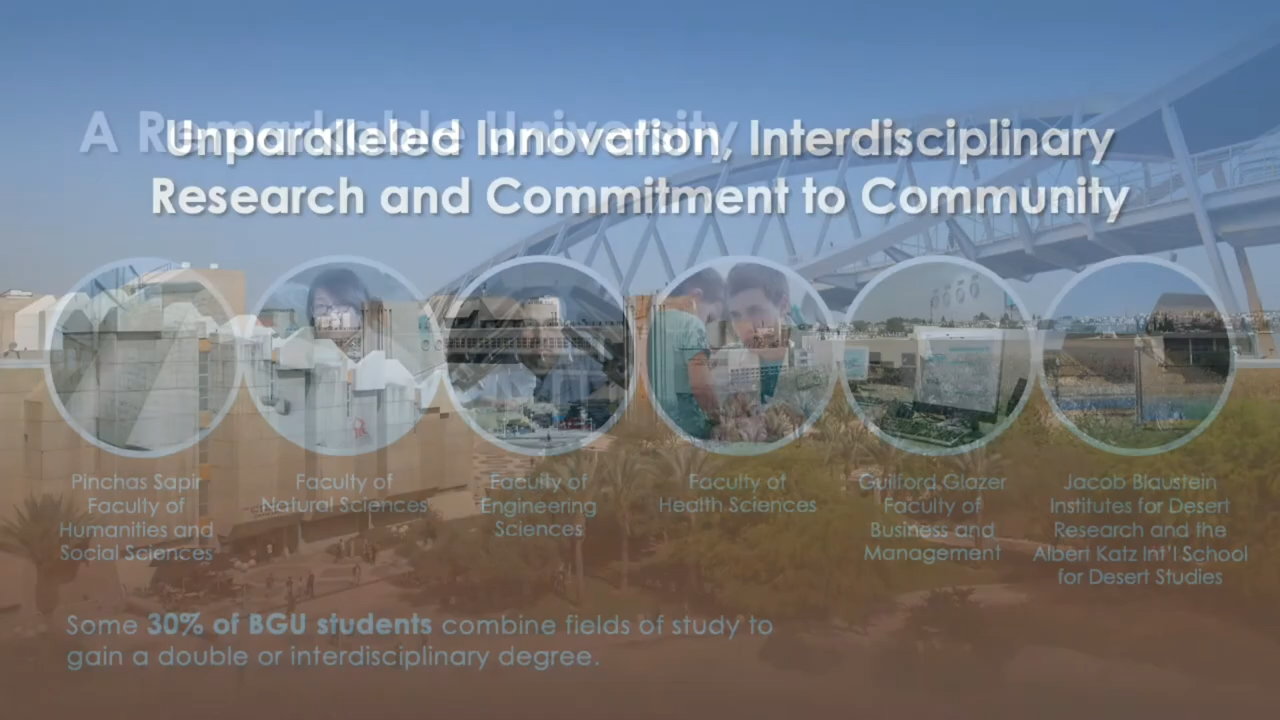 A Remarkable University
Unparalleled Innovation, Interdisciplinary
Research and Commitment to Community
Pinchas Sapir
Faculty of
Humanities and
Social Sciences
Faculty of
Natural Sciences
Faculty of
Engineering
Sciences
Faculty of
Health Sciences
Guilford Glazer
Faculty of
Business and
Management
Jacob Blaustein
Institutes for Desert
Research and the
Albert Katz Int'l School
for Desert Studies
Some 30% of BGU students combine fields of study to
gain a double or interdisciplinary degree.